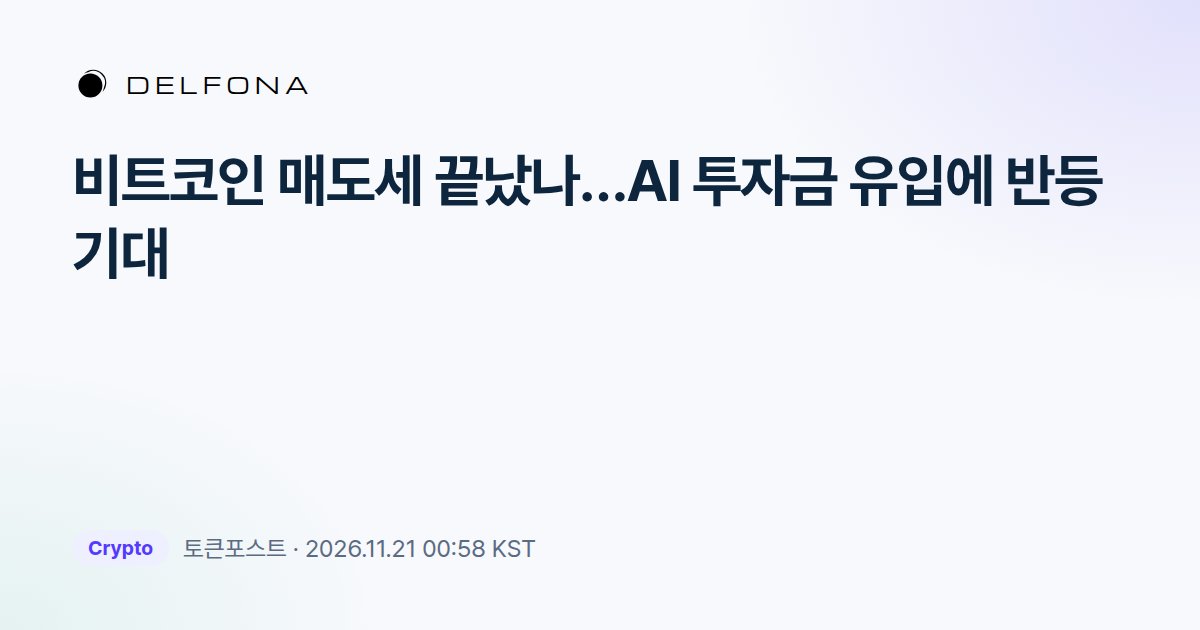 DELFONA
비트코인 매도세 끝났나...AI 투자금 유입에 반등
기대
Crypto 토큰포스트 · 2026.11.21 00:58 KST